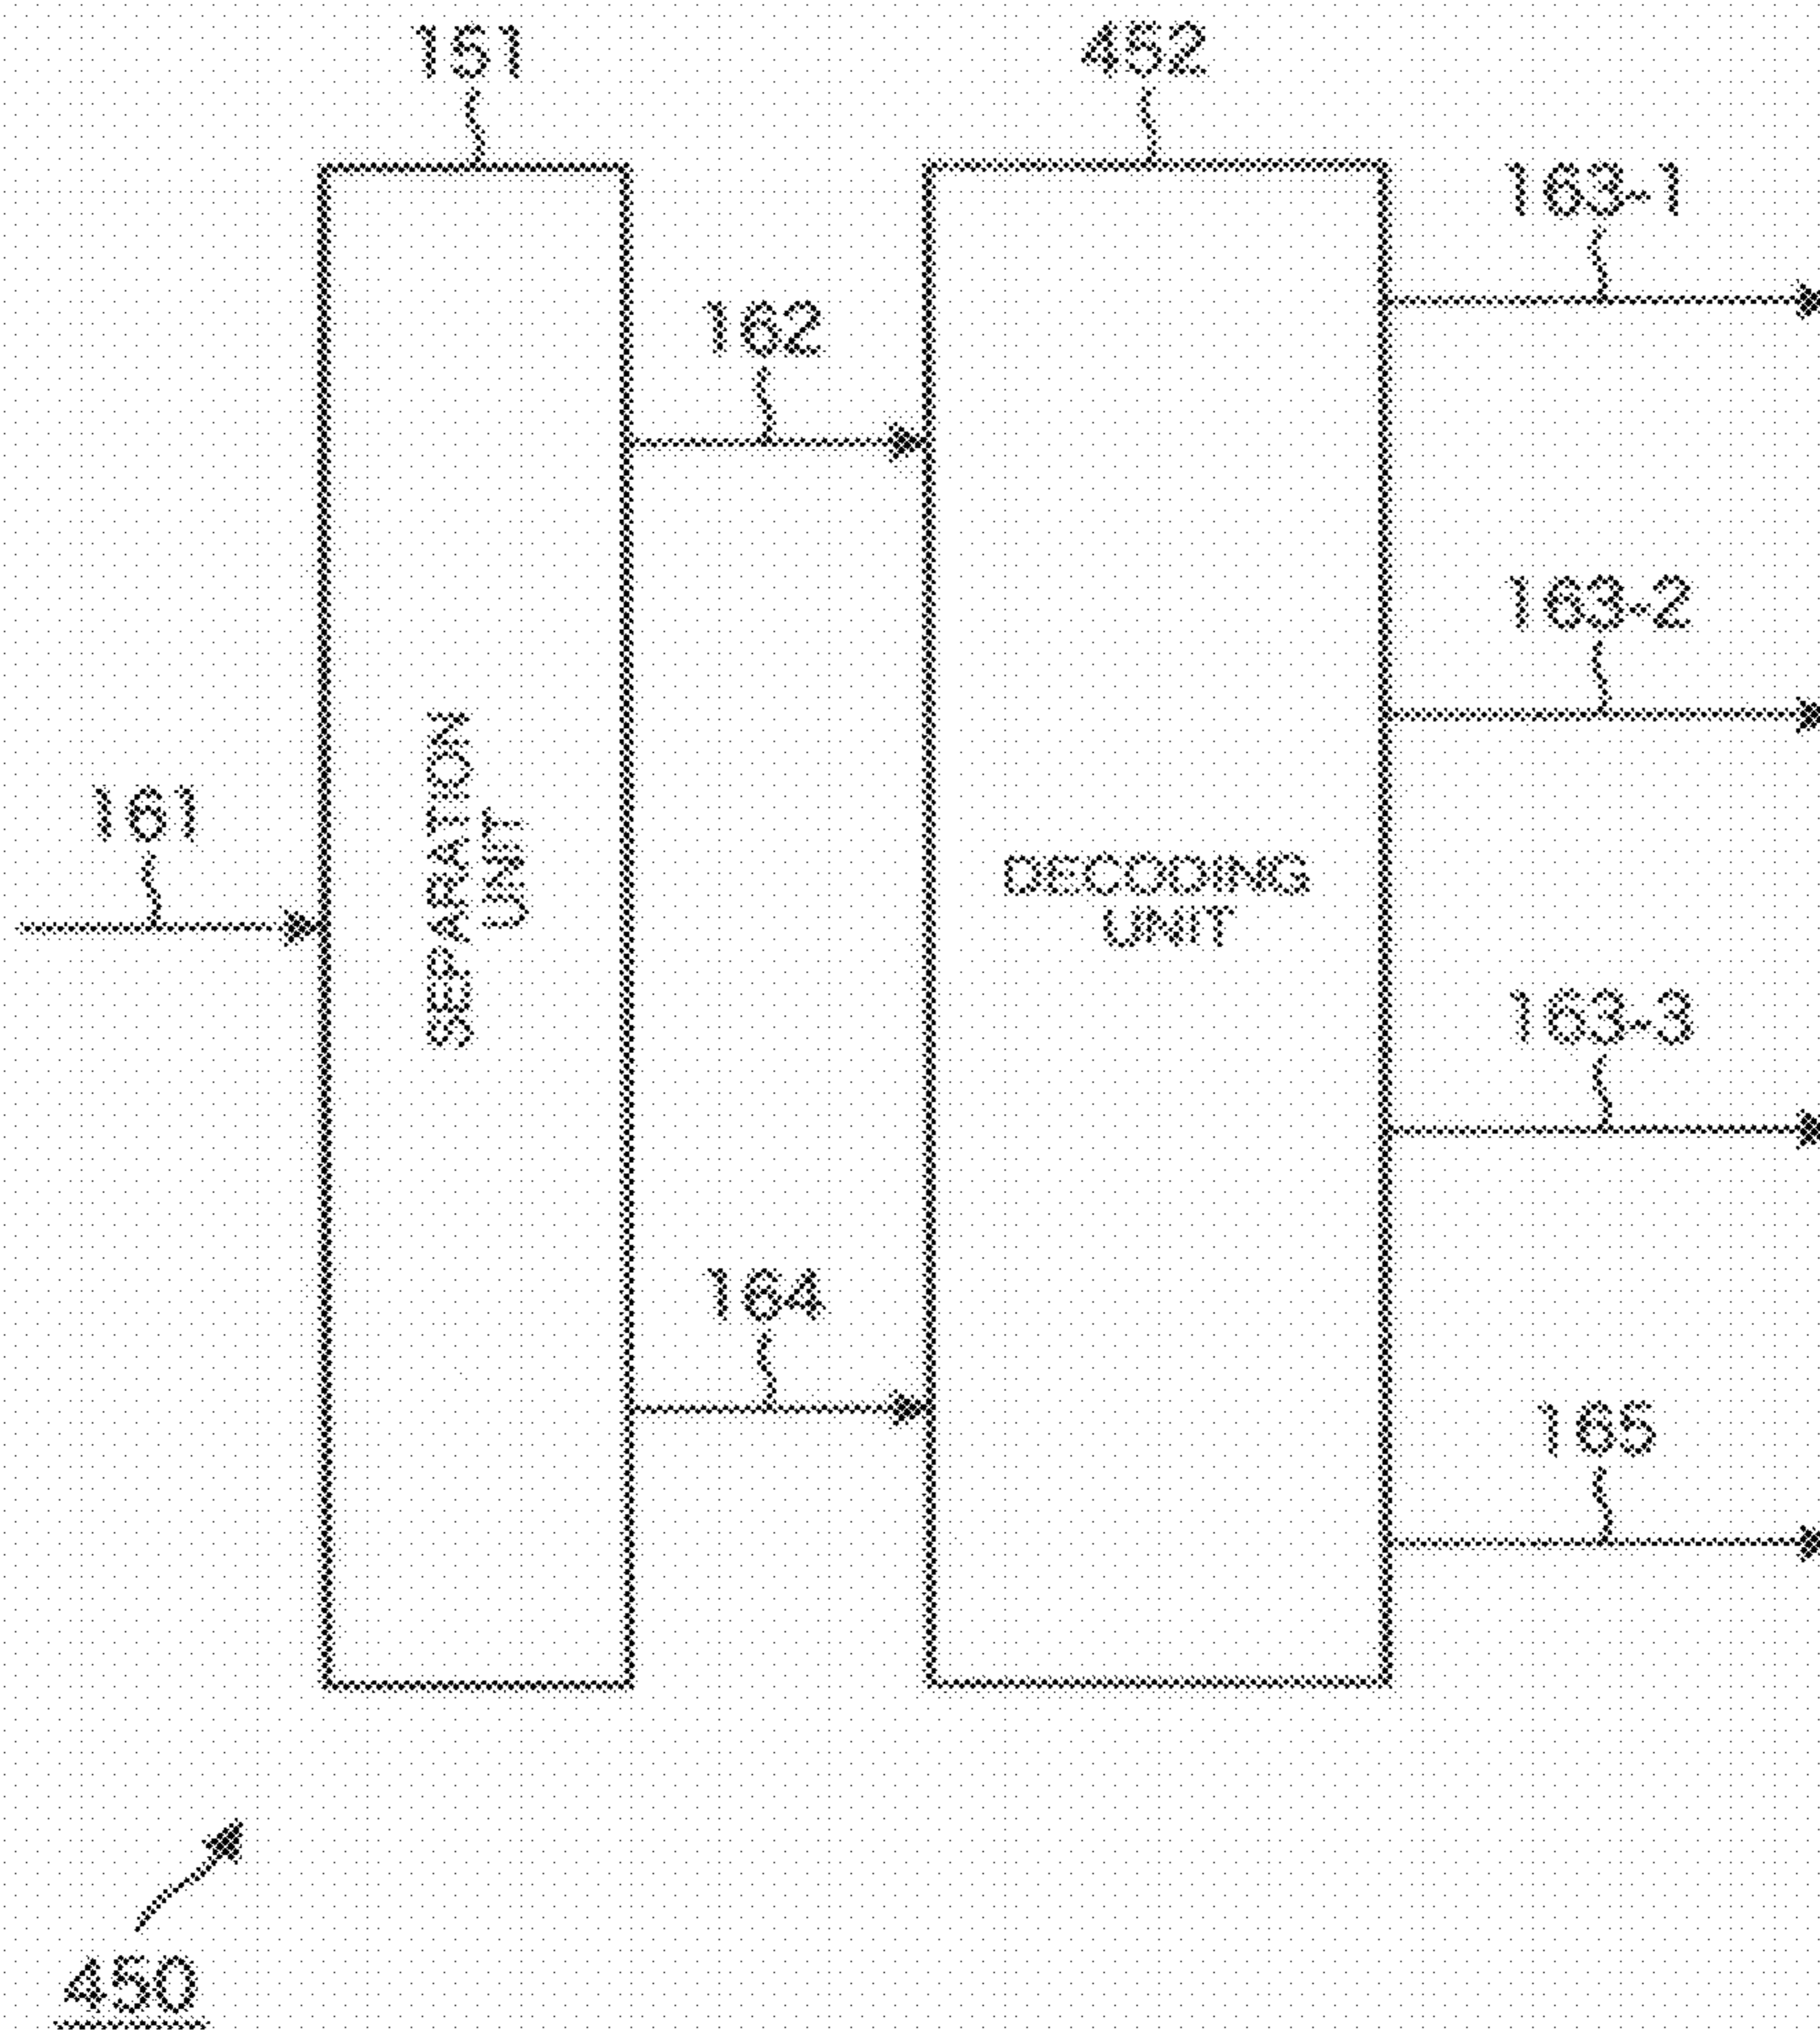 151
452
163-1
162
163-2
161
SEPARATION
UNIT
DECODING
UNIT
163-3
164
165
450